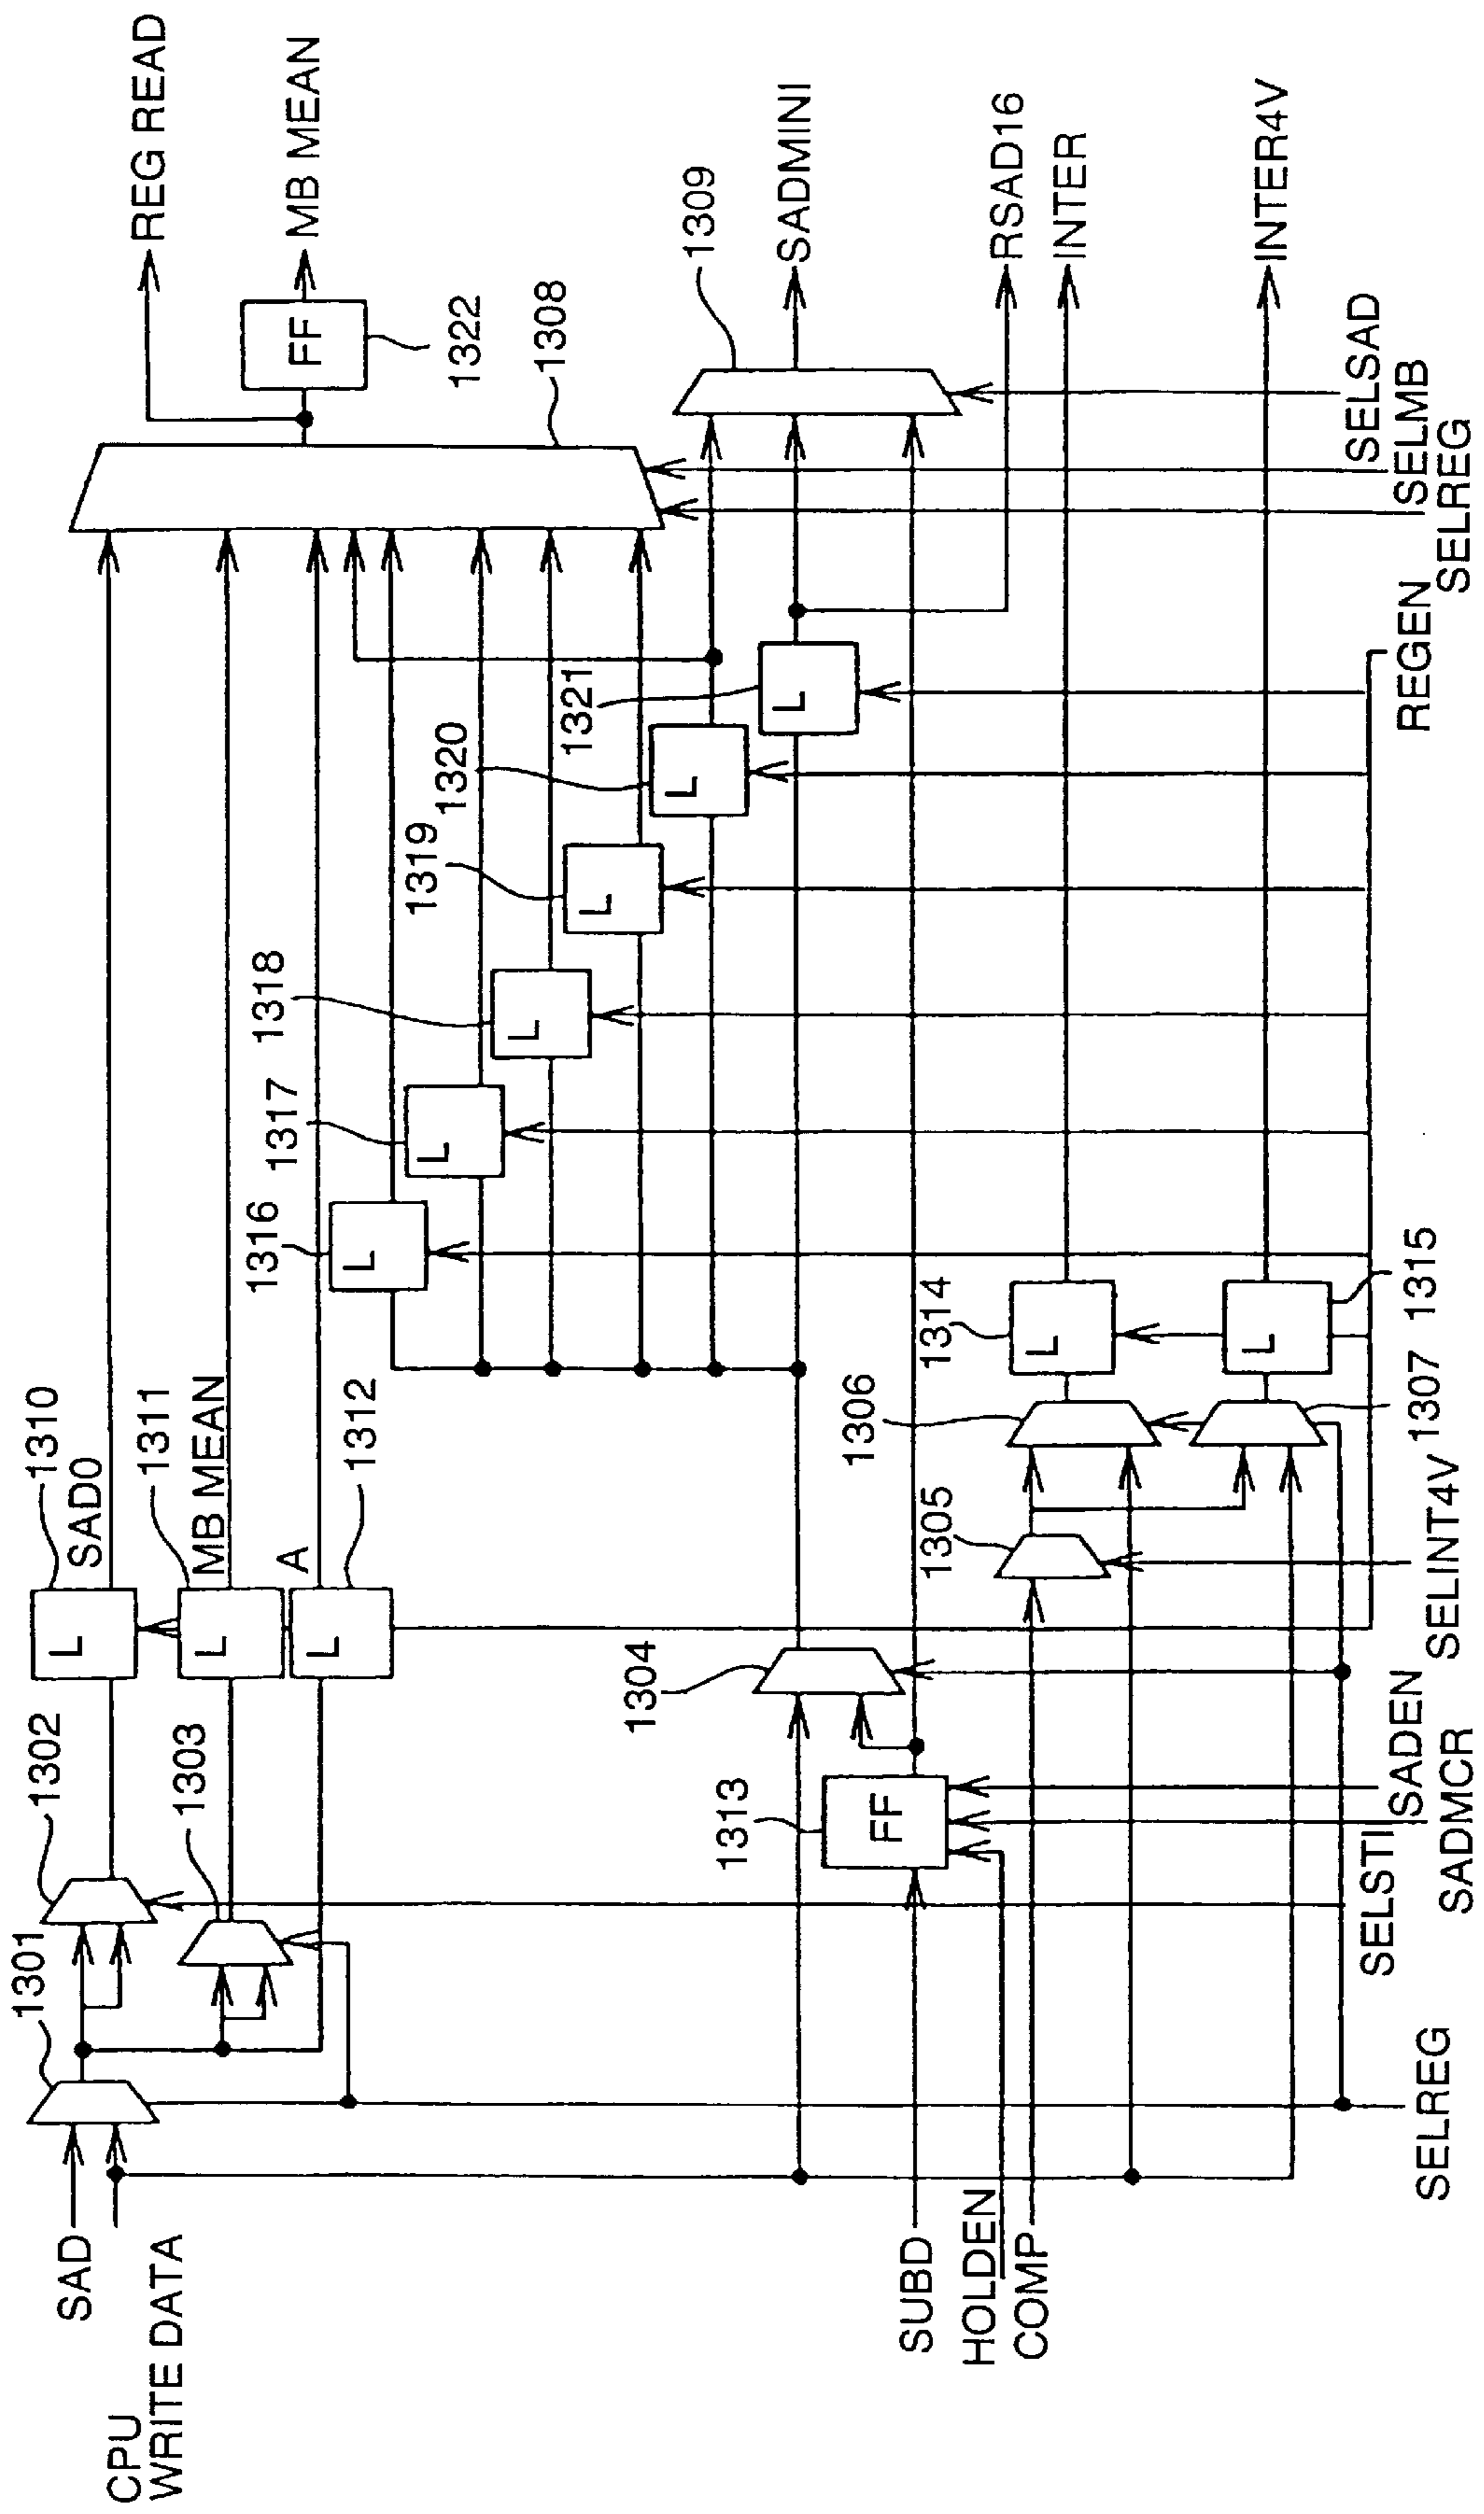 SAD
CPU
WRITE DATA
SUBD
HOLDEN
COMP
1301
1302
1303
SELREG
1310
SAD0
1311
MB MEAN
A
1312
L
L
L
1313
FF
1304
SELSTI
SADEN
SADMCR
1305
SELINT4V
1306
1307
1314
L
1315
L
1316
L
1317
L
1318
L
1319
L
1320
L
1321
L
REGEN
SELREG
SELMB
SELSAD
1308
1322
FF
1309
REG READ
MB MEAN
SADMINI
RSAD16
INTER
INTER4V